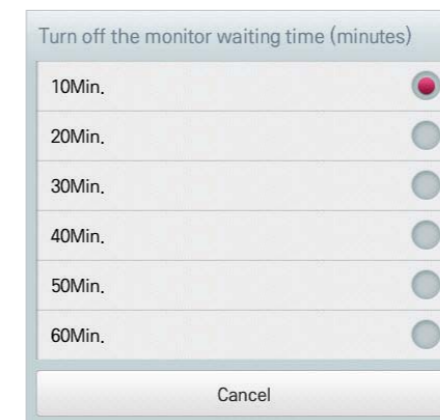 Turn off the monitor waiting time (minutes)
10Min.
20Min.
30Min.
40Min.
50Min.
60Min.
Cancel